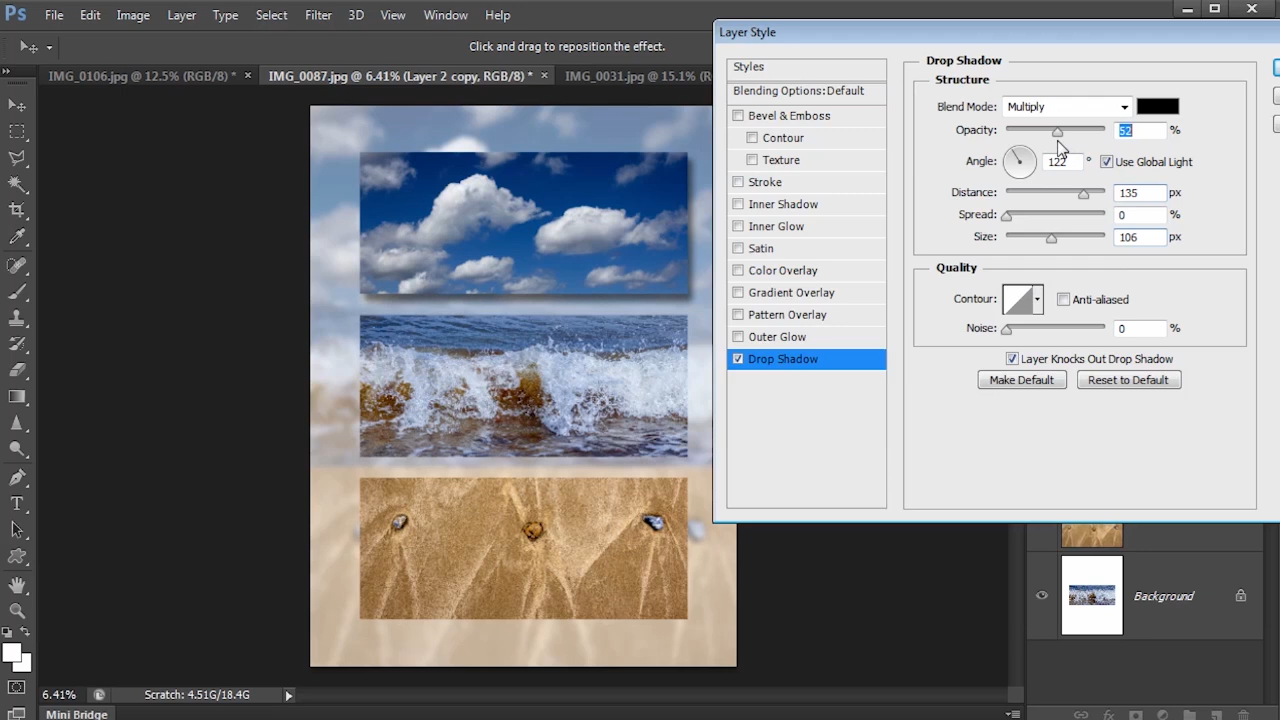 Ps File Edit Image Layer Type Select Filter 3D View Window Help
Click and drag to reposition the effect.
IMG_0106.jpg @ 12.5% (RGB/8) * × IMG_0087.jpg @ 6.41% (Layer 2 copy, RGB/8) * × IMG_0031.jpg @ 15.1% (R
Layer Style
Styles
Blending Options:Default
Bevel & Emboss
Contour
Texture
Stroke
Inner Shadow
Inner Glow
Satin
Color Overlay
Gradient Overlay
Pattern Overlay
Outer Glow
Drop Shadow
Drop Shadow
Structure
Blend Mode: Multiply
Opacity: 52 %
Angle: 122 ° Use Global Light
Distance: 135 px
Spread: 0 %
Size: 106 px
Quality
Contour: Anti-aliased
Noise: 0 %
Layer Knocks Out Drop Shadow
Make Default Reset to Default
Background
6.41% Scratch: 4.51G/18.4G
Mini Bridge